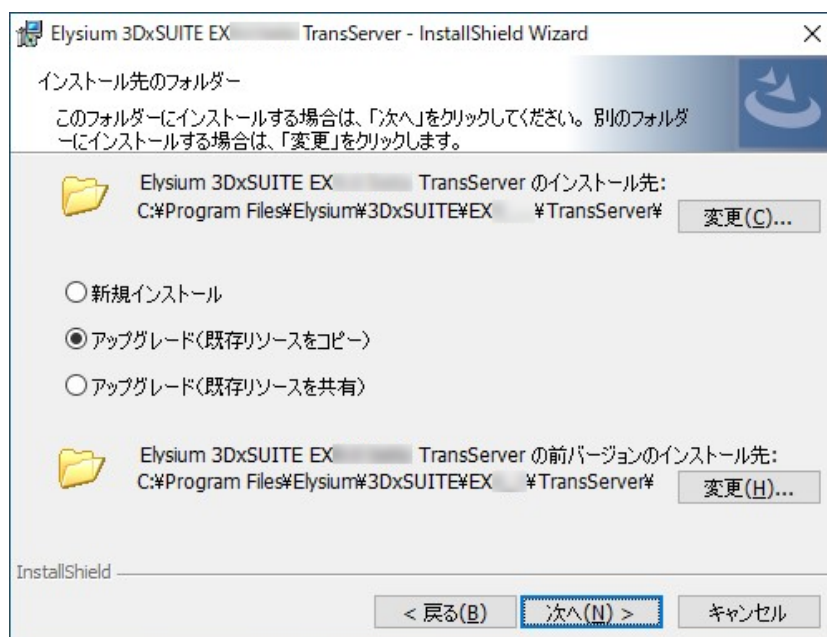 Elysium 3DxSUITE EX TransServer - InstallShield Wizard
インストール先のフォルダー
このフォルダーにインストールする場合は、「次へ」をクリックしてください。別のフォルダ
ーにインストールする場合は、「変更」をクリックします。
Elysium 3DxSUITE EX TransServer のインストール先:
C:¥Program Files¥Elysium¥3DxSUITE¥EX ¥TransServer¥
変更(C)...
新規インストール
アップグレード(既存リソースをコピー)
アップグレード(既存リソースを共有)
Elysium 3DxSUITE EX TransServer の前バージョンのインストール先:
C:¥Program Files¥Elysium¥3DxSUITE¥EX ¥TransServer¥
変更(H)...
InstallShield
< 戻る(B) 次へ(N) > キャンセル